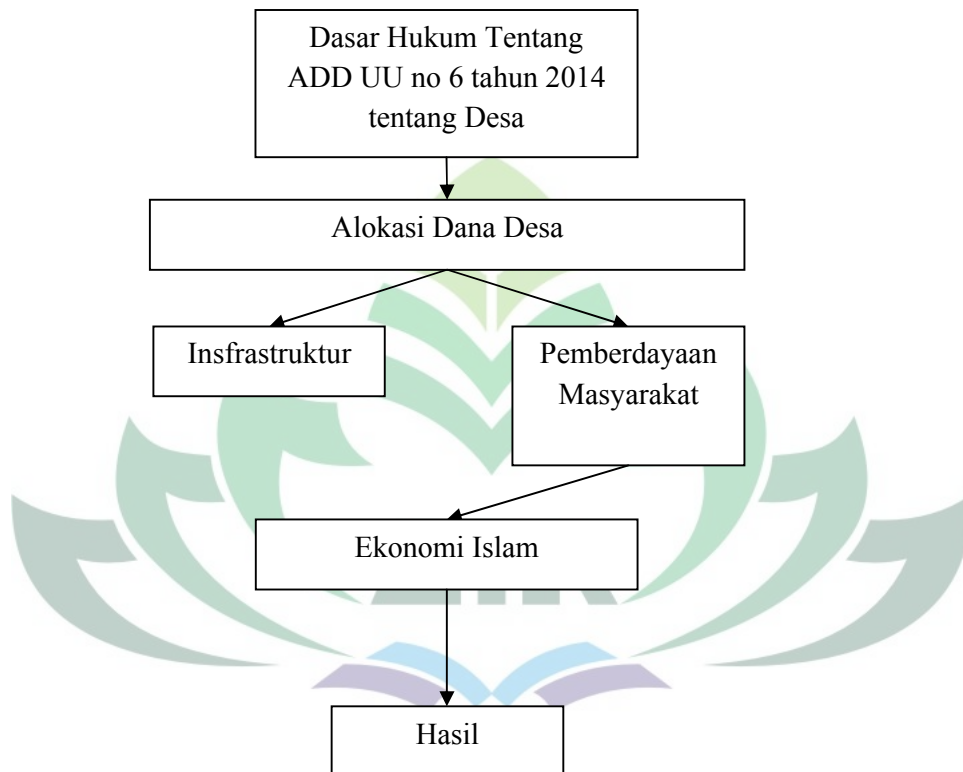 Dasar Hukum Tentang
ADD UU no 6 tahun 2014
tentang Desa
Alokasi Dana Desa
Insfrastruktur
Pemberdayaan
Masyarakat
Ekonomi Islam
Hasil